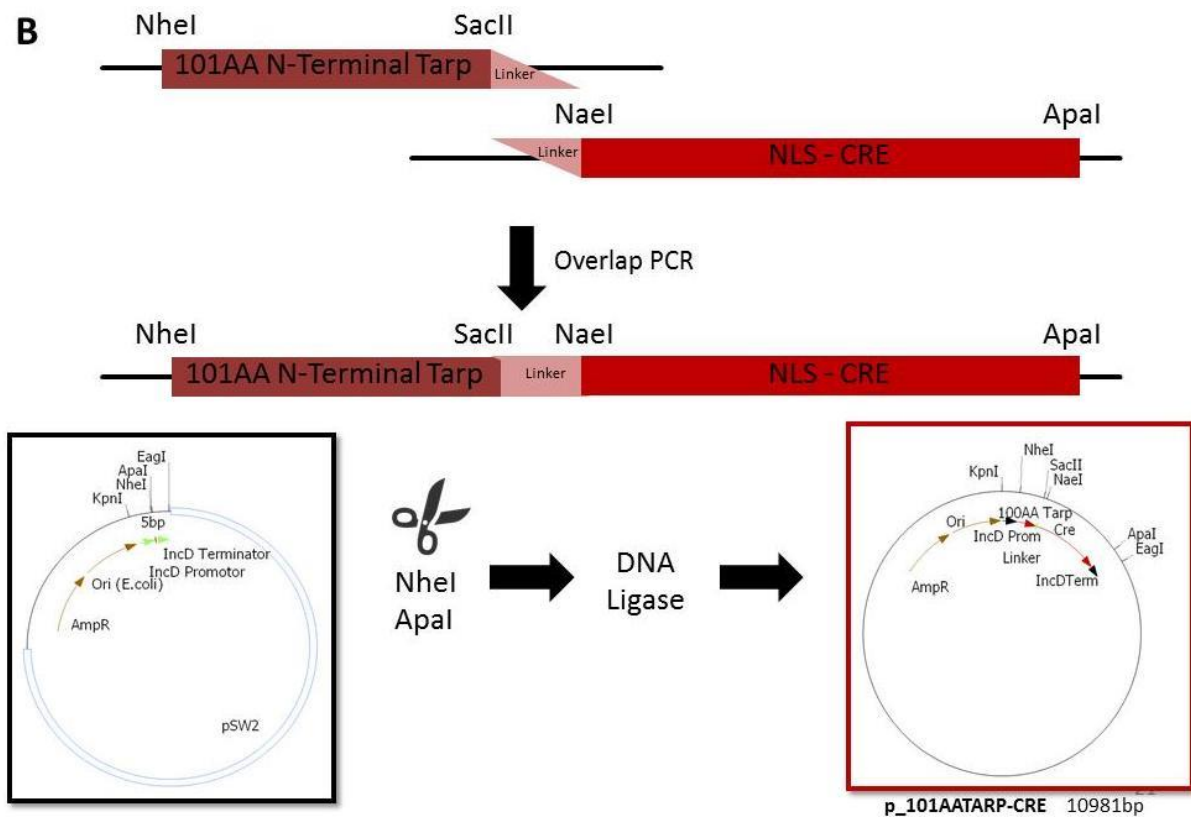 B
NheI SacII
101AA N-Terminal Tarp Linker
NaeI ApaI
Linker NLS - CRE
Overlap PCR
NheI SacII NaeI ApaI
101AA N-Terminal Tarp Linker NLS - CRE
EagI
ApaI
NheI
KpnI
5bp
IncD Terminator
IncD Promotor
Ori (E.coli)
AmpR
pSW2
NheI
ApaI
DNA
Ligase
NheI
KpnI SacII
NaeI
100AA Tarp
Ori Cre
IncD Prom
Linker
ApaI
EagI
IncDTerm
AmpR
p_101AATARP-CRE 10981bp